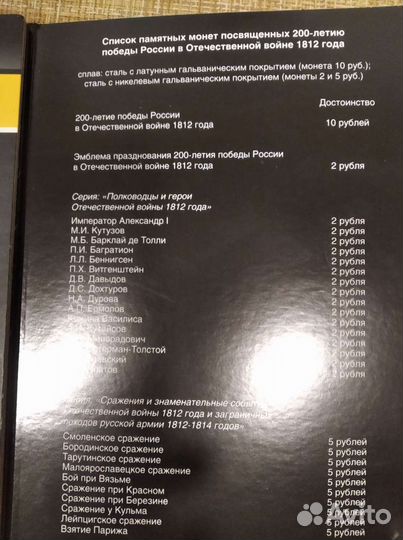 Список памятных монет посвященных 200-летию
победы России в Отечественной войне 1812 года
сплав: сталь с латунным гальваническим покрытием (монета 10 руб.);
сталь с никелевым гальваническим покрытием (монеты 2 и 5 руб.)
Достоинство
200-летие победы России
в Отечественной войне 1812 года 10 рублей
Эмблема празднования 200-летия победы России
в Отечественной войне 1812 года 2 рубля
Серия: «Полководцы и герои
Отечественной войны 1812 года»
Император Александр I 2 рубля
М.И. Кутузов 2 рубля
М.Б. Барклай де Толли 2 рубля
П.И. Багратион 2 рубля
Л.Л. Беннигсен 2 рубля
П.Х. Витгенштейн 2 рубля
Д.В. Давыдов 2 рубля
Д.С. Дохтуров 2 рубля
Н.А. Дурова 2 рубля
А.П. Ермолов 2 рубля
Василиса 2 рубля
2 рубля
2 рубля
-Толстой 2 рубля
2 рубля
2 рубля
«Сражения и знаменательные
Отечественной войны 1812 года и
походов русской армии 1812-1814 годов»
Смоленское сражение 5 рублей
Бородинское сражение 5 рублей
Тарутинское сражение 5 рублей
Малоярославецкое сражение 5 рублей
Бой при Вязьме 5 рублей
Сражение при Красном 5 рублей
Сражение при Березине 5 рублей
Сражение у Кульма 5 рублей
Лейпцигское сражение 5 рублей
Взятие Парижа 5 рублей
Avito